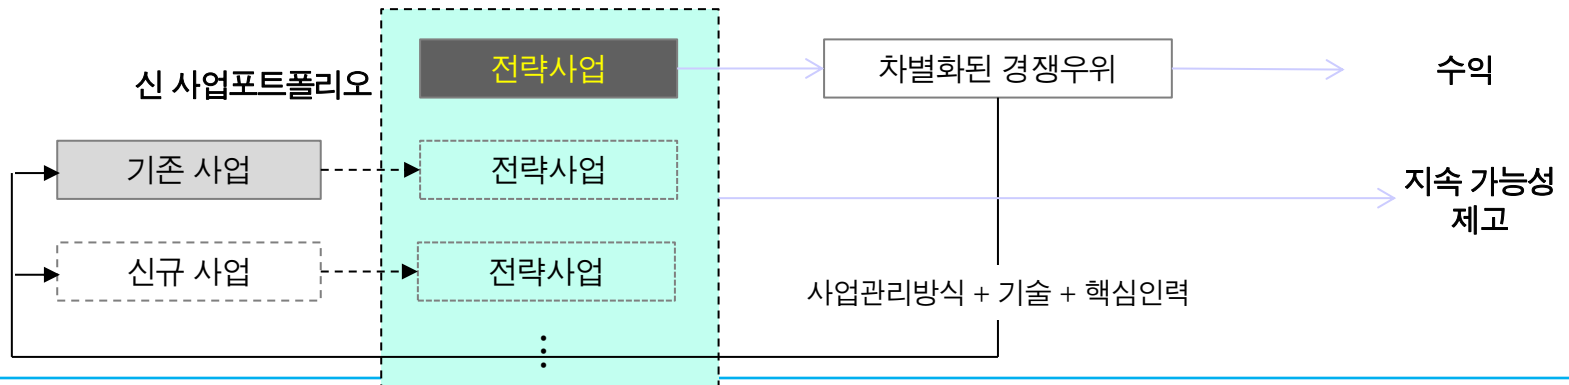 전략사업
차별화된 경쟁우위
수익
신 사업포트폴리오
기존 사업
전략사업
지속 가능성
제고
신규 사업
전략사업
사업관리방식 + 기술 + 핵심인력